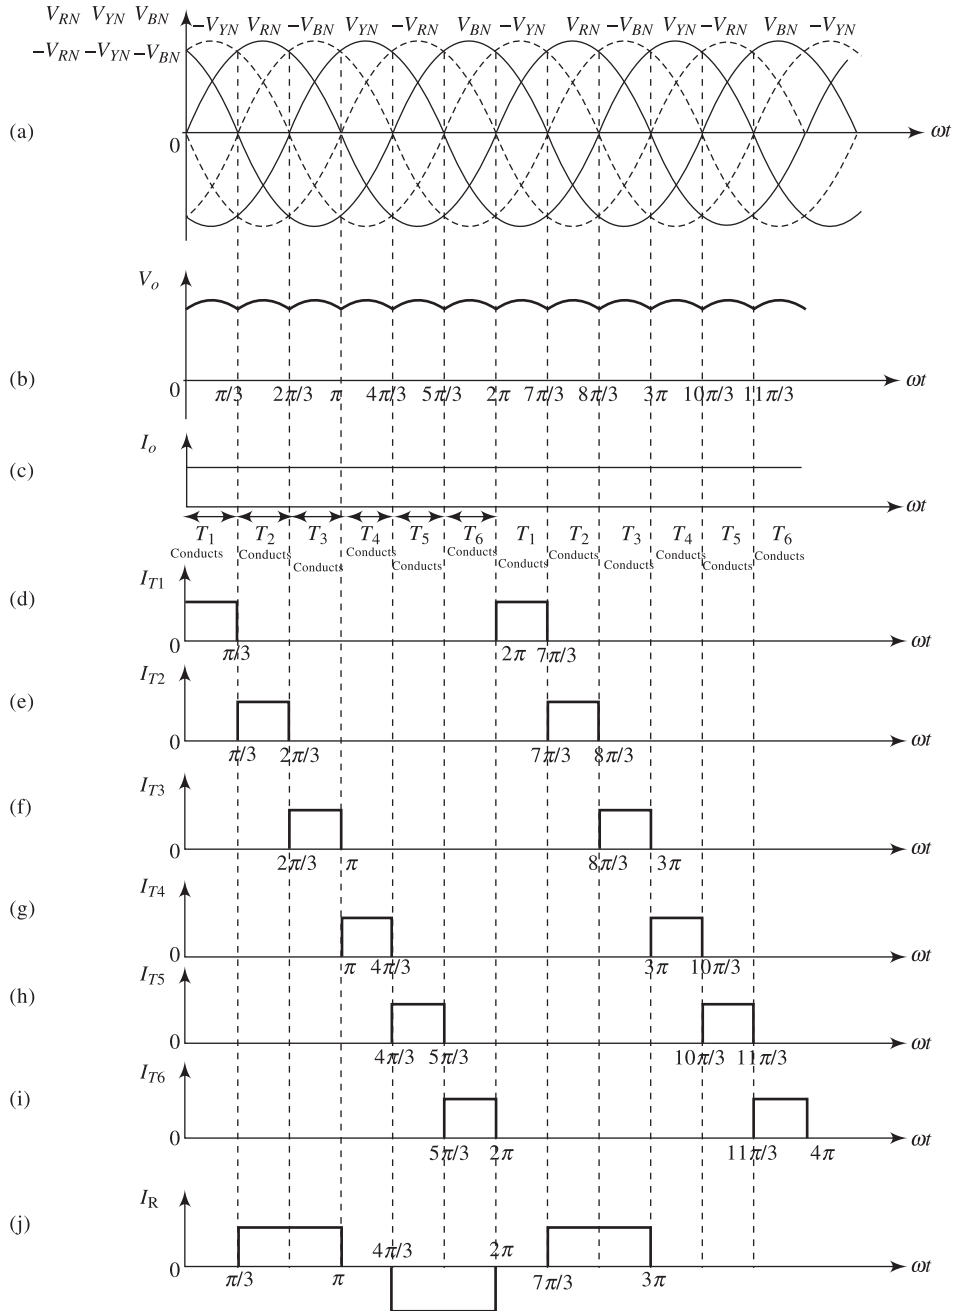 V_RN V_YN V_BN
-V_YN V_RN -V_BN V_YN -V_RN V_BN -V_YN V_RN -V_BN V_YN -V_RN V_BN -V_YN
-V_RN -V_YN -V_BN
(a) 0 ωt
V_o
(b) 0 π/3 2π/3 π 4π/3 5π/3 2π 7π/3 8π/3 3π 10π/3 11π/3 ωt
I_o
(c) ωt
T_1 T_2 T_3 T_4 T_5 T_6 T_1 T_2 T_3 T_4 T_5 T_6
Conducts Conducts Conducts Conducts Conducts Conducts Conducts Conducts Conducts Conducts Conducts Conducts
I_T1
(d) 0 ωt
π/3 2π 7π/3
I_T2
(e) 0 ωt
π/3 2π/3 7π/3 8π/3
I_T3
(f) 0 ωt
2π/3 π 8π/3 3π
I_T4
(g) 0 ωt
π 4π/3 3π 10π/3
I_T5
(h) 0 ωt
4π/3 5π/3 10π/3 11π/3
I_T6
(i) 0 ωt
5π/3 2π 11π/3 4π
I_R
(j) 4π/3 2π
0 ωt
π/3 π 7π/3 3π